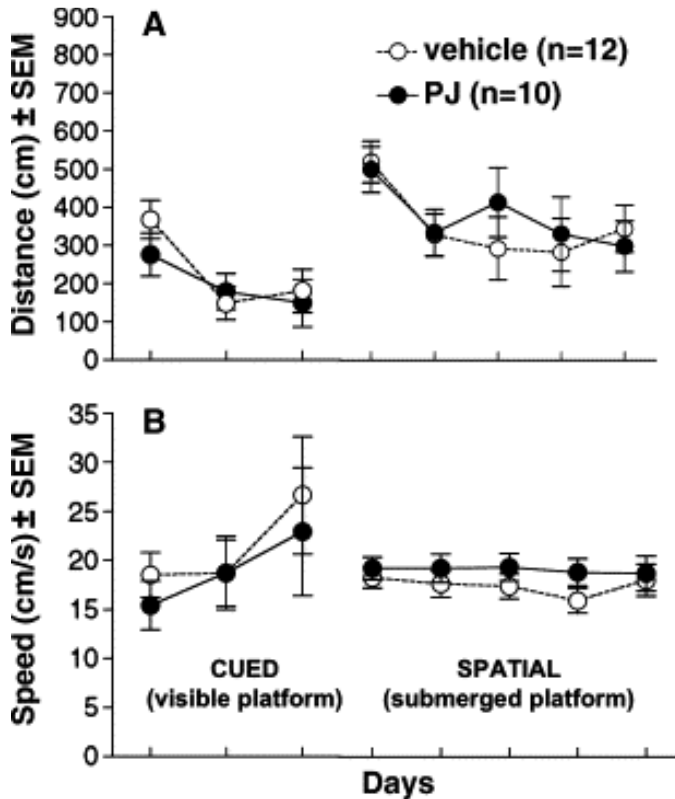 A
vehicle (n=12)
PJ (n=10)
Distance (cm) ± SEM
900
800
700
600
500
400
300
200
100
0
B
Speed (cm/s) ± SEM
35
30
25
20
15
10
5
0
CUED
(visible platform)
SPATIAL
(submerged platform)
Days